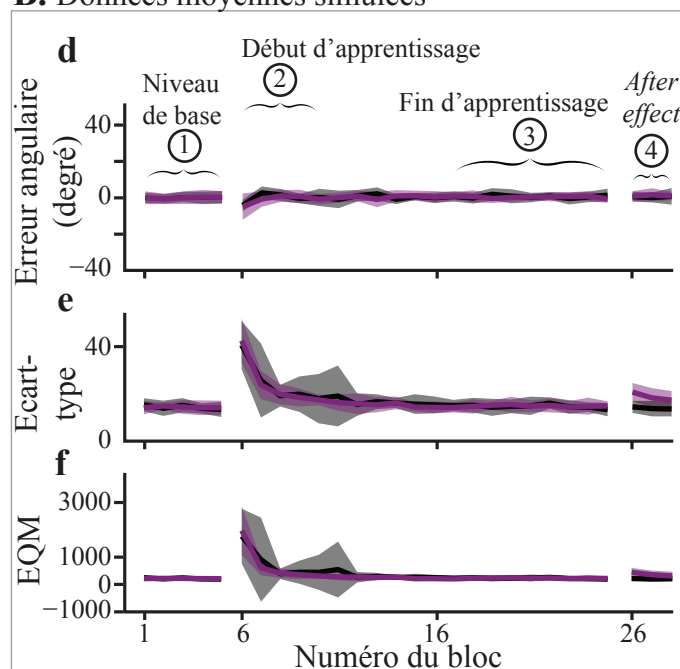 B. Données moyennes simulées
d
Début d'apprentissage
2
Niveau
de base
1
Fin d'apprentissage
3
After
effect
4
Erreur angulaire
(degré)
40
0
−40
e
Ecart-
type
40
0
f
EQM
3000
1000
0
−1000
1
6
16
26
Numéro du bloc